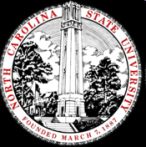 NORTH CAROLINA STATE UNIVERSITY
FOUNDED MARCH 7, 1887